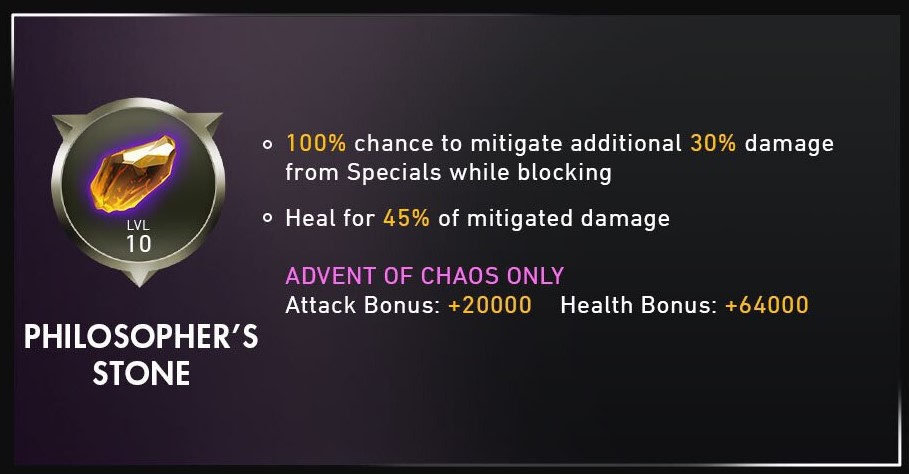 100% chance to mitigate additional 30% damage
from Specials while blocking
Heal for 45% of mitigated damage
ADVENT OF CHAOS ONLY
Attack Bonus: +20000 Health Bonus: +64000
LVL
10
PHILOSOPHER'S
STONE